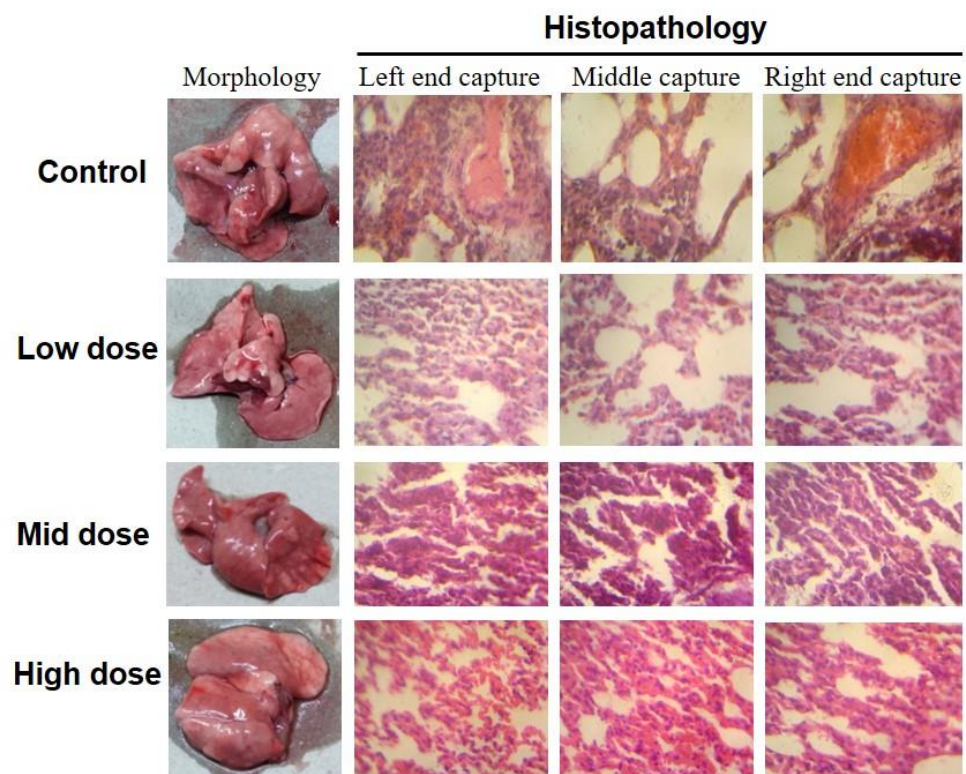 Histopathology
Morphology
Left end capture
Middle capture
Right end capture
Control
Low dose
Mid dose
High dose